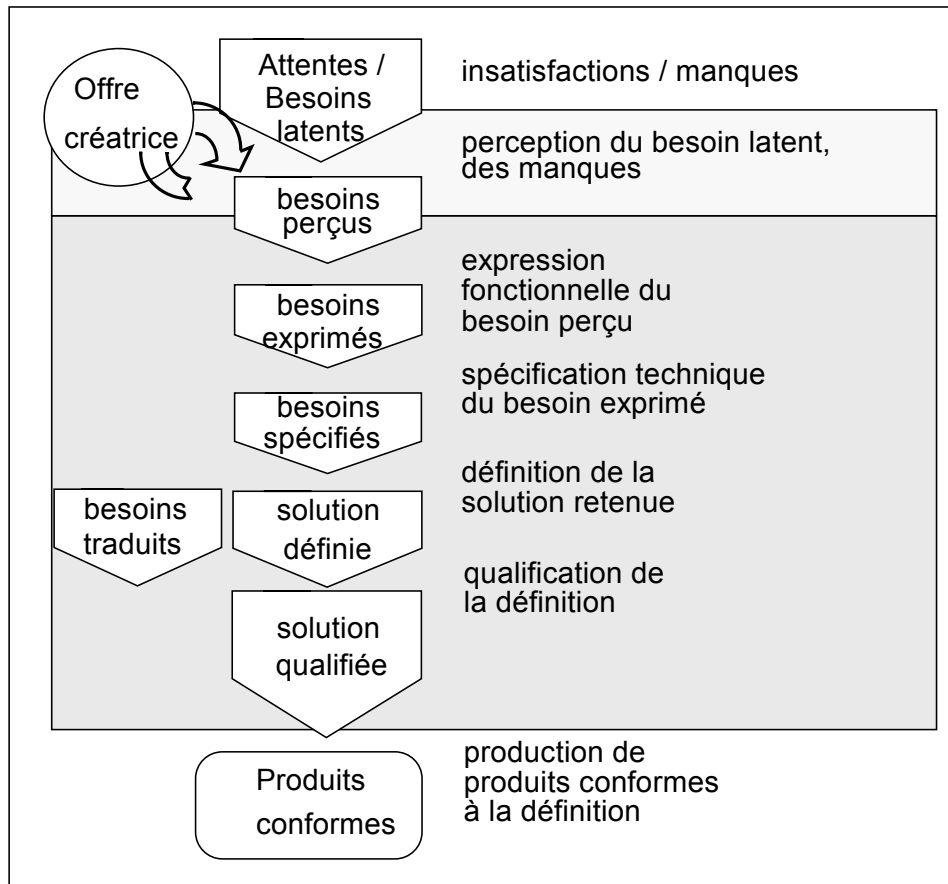 Offre
créatrice
Attentes /
Besoins
latents
insatisfactions / manques
perception du besoin latent,
des manques
besoins
perçus
expression
fonctionnelle du
besoin perçu
besoins
exprimés
spécification technique
du besoin exprimé
besoins
spécifiés
définition de la
solution retenue
besoins
traduits
solution
définie
qualification de
la définition
solution
qualifiée
production de
produits conformes
à la définition
Produits
conformes